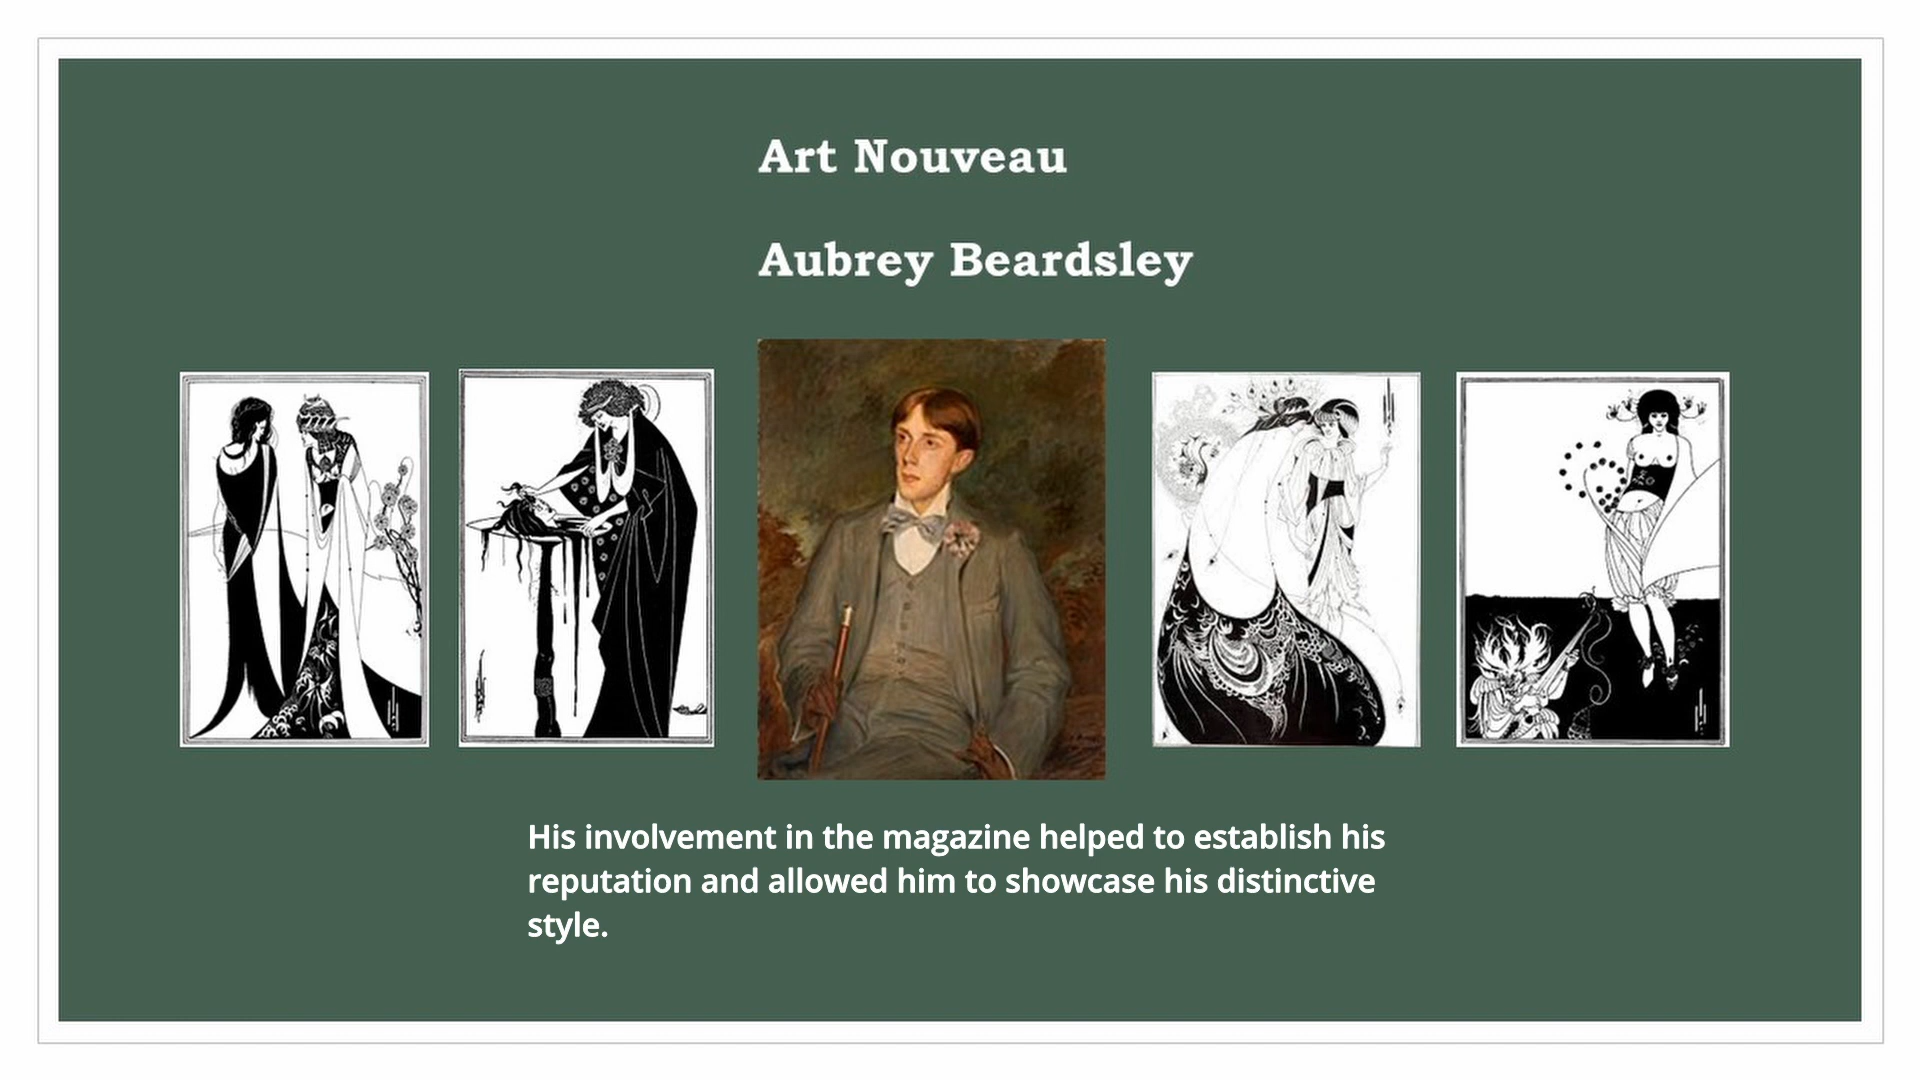 Art Nouveau
Aubrey Beardsley
His involvement in the magazine helped to establish his
reputation and allowed him to showcase his distinctive
style.